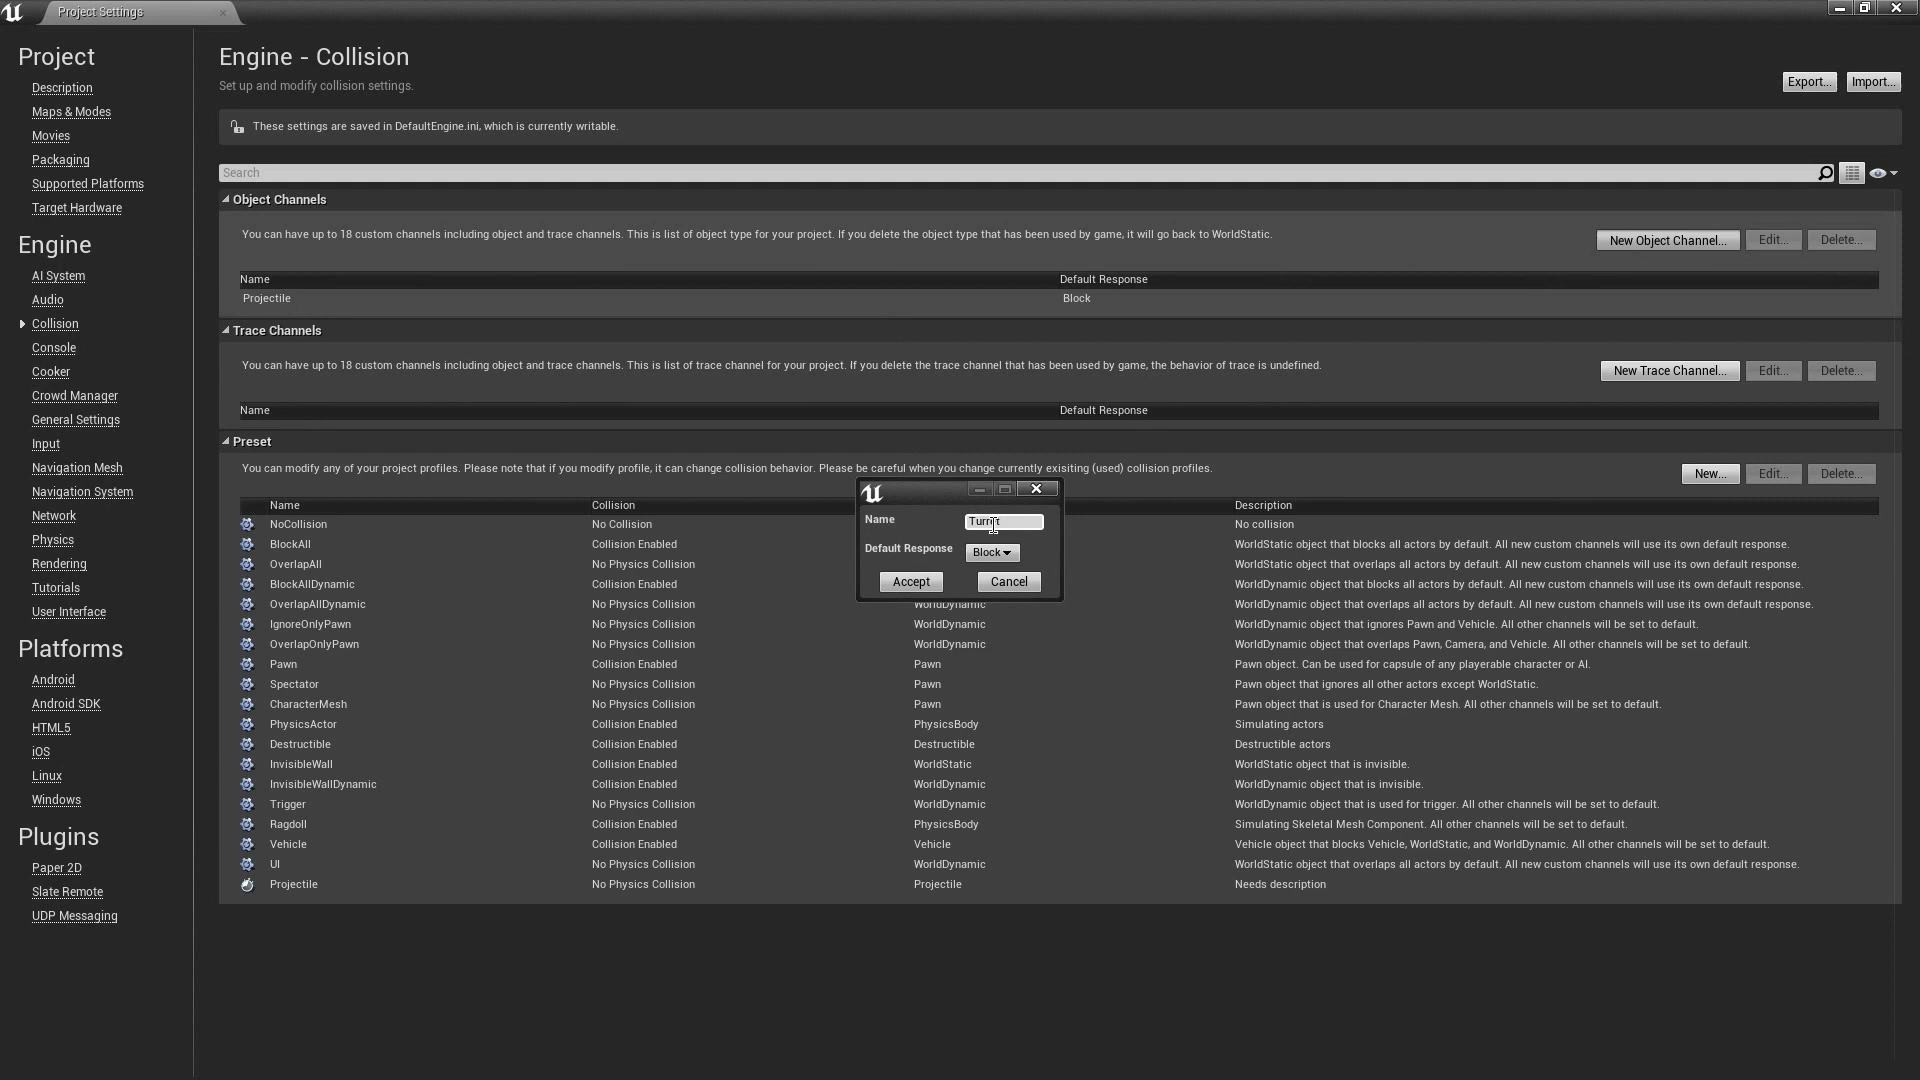 Project Settings
Project
Description
Maps & Modes
Movies
Packaging
Supported Platforms
Target Hardware
Engine
AI System
Audio
Collision
Console
Cooker
Crowd Manager
General Settings
Input
Navigation Mesh
Navigation System
Network
Physics
Rendering
Tutorials
User Interface
Platforms
Android
Android SDK
HTML5
iOS
Linux
Windows
Plugins
Paper 2D
Slate Remote
UDP Messaging
Engine - Collision
Set up and modify collision settings.
Export... Import...
These settings are saved in DefaultEngine.ini, which is currently writable.
Search
Object Channels
You can have up to 18 custom channels including object and trace channels. This is list of object type for your project. If you delete the object type that has been used by game, it will go back to WorldStatic.
New Object Channel... Edit... Delete...
Name Default Response
Projectile Block
Trace Channels
You can have up to 18 custom channels including object and trace channels. This is list of trace channel for your project. If you delete the trace channel that has been used by game, the behavior of trace is undefined.
New Trace Channel... Edit... Delete...
Name Default Response
Preset
You can modify any of your project profiles. Please note that if you modify profile, it can change collision behavior. Please be careful when you change currently exisiting (used) collision profiles.
New... Edit... Delete...
Name Collision Description
NoCollision No Collision No collision
BlockAll Collision Enabled WorldStatic object that blocks all actors by default. All new custom channels will use its own default response.
OverlapAll No Physics Collision WorldStatic object that overlaps all actors by default. All new custom channels will use its own default response.
BlockAllDynamic Collision Enabled WorldDynamic object that blocks all actors by default. All new custom channels will use its own default response.
OverlapAllDynamic No Physics Collision WorldDynamic WorldDynamic object that overlaps all actors by default. All new custom channels will use its own default response.
IgnoreOnlyPawn No Physics Collision WorldDynamic WorldDynamic object that ignores Pawn and Vehicle. All other channels will be set to default.
OverlapOnlyPawn No Physics Collision WorldDynamic WorldDynamic object that overlaps Pawn, Camera, and Vehicle. All other channels will be set to default.
Pawn Collision Enabled Pawn Pawn object. Can be used for capsule of any playerable character or AI.
Spectator No Physics Collision Pawn Pawn object that ignores all other actors except WorldStatic.
CharacterMesh No Physics Collision Pawn Pawn object that is used for Character Mesh. All other channels will be set to default.
PhysicsActor Collision Enabled PhysicsBody Simulating actors
Destructible Collision Enabled Destructible Destructible actors
InvisibleWall Collision Enabled WorldStatic WorldStatic object that is invisible.
InvisibleWallDynamic Collision Enabled WorldDynamic WorldDynamic object that is invisible.
Trigger No Physics Collision WorldDynamic WorldDynamic object that is used for trigger. All other channels will be set to default.
Ragdoll Collision Enabled PhysicsBody Simulating Skeletal Mesh Component. All other channels will be set to default.
Vehicle Collision Enabled Vehicle Vehicle object that blocks Vehicle, WorldStatic, and WorldDynamic. All other channels will be set to default.
UI No Physics Collision WorldDynamic WorldStatic object that overlaps all actors by default. All new custom channels will use its own default response.
Projectile No Physics Collision Projectile Needs description
Name
Default Response Block
Accept Cancel